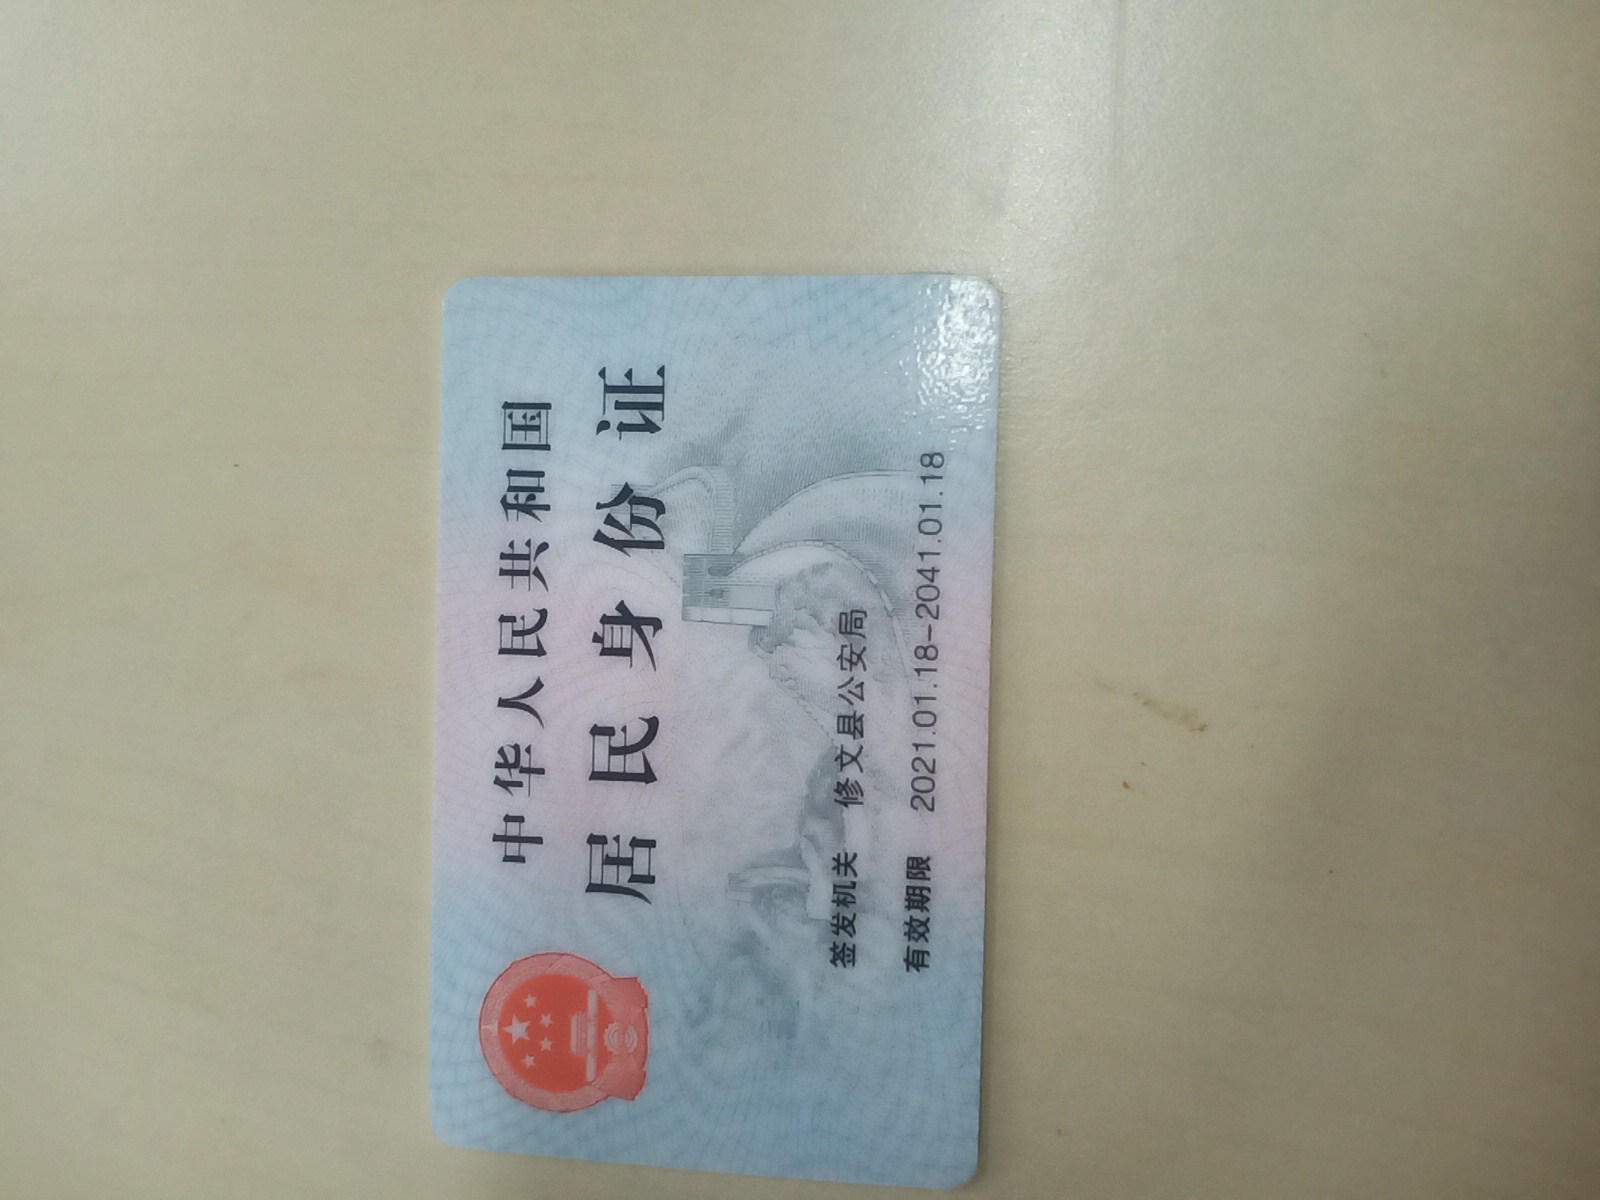 中华人民共和国
居民身份证
签发机关 修文县公安局
有效期限 2021.01.18-2041.01.18